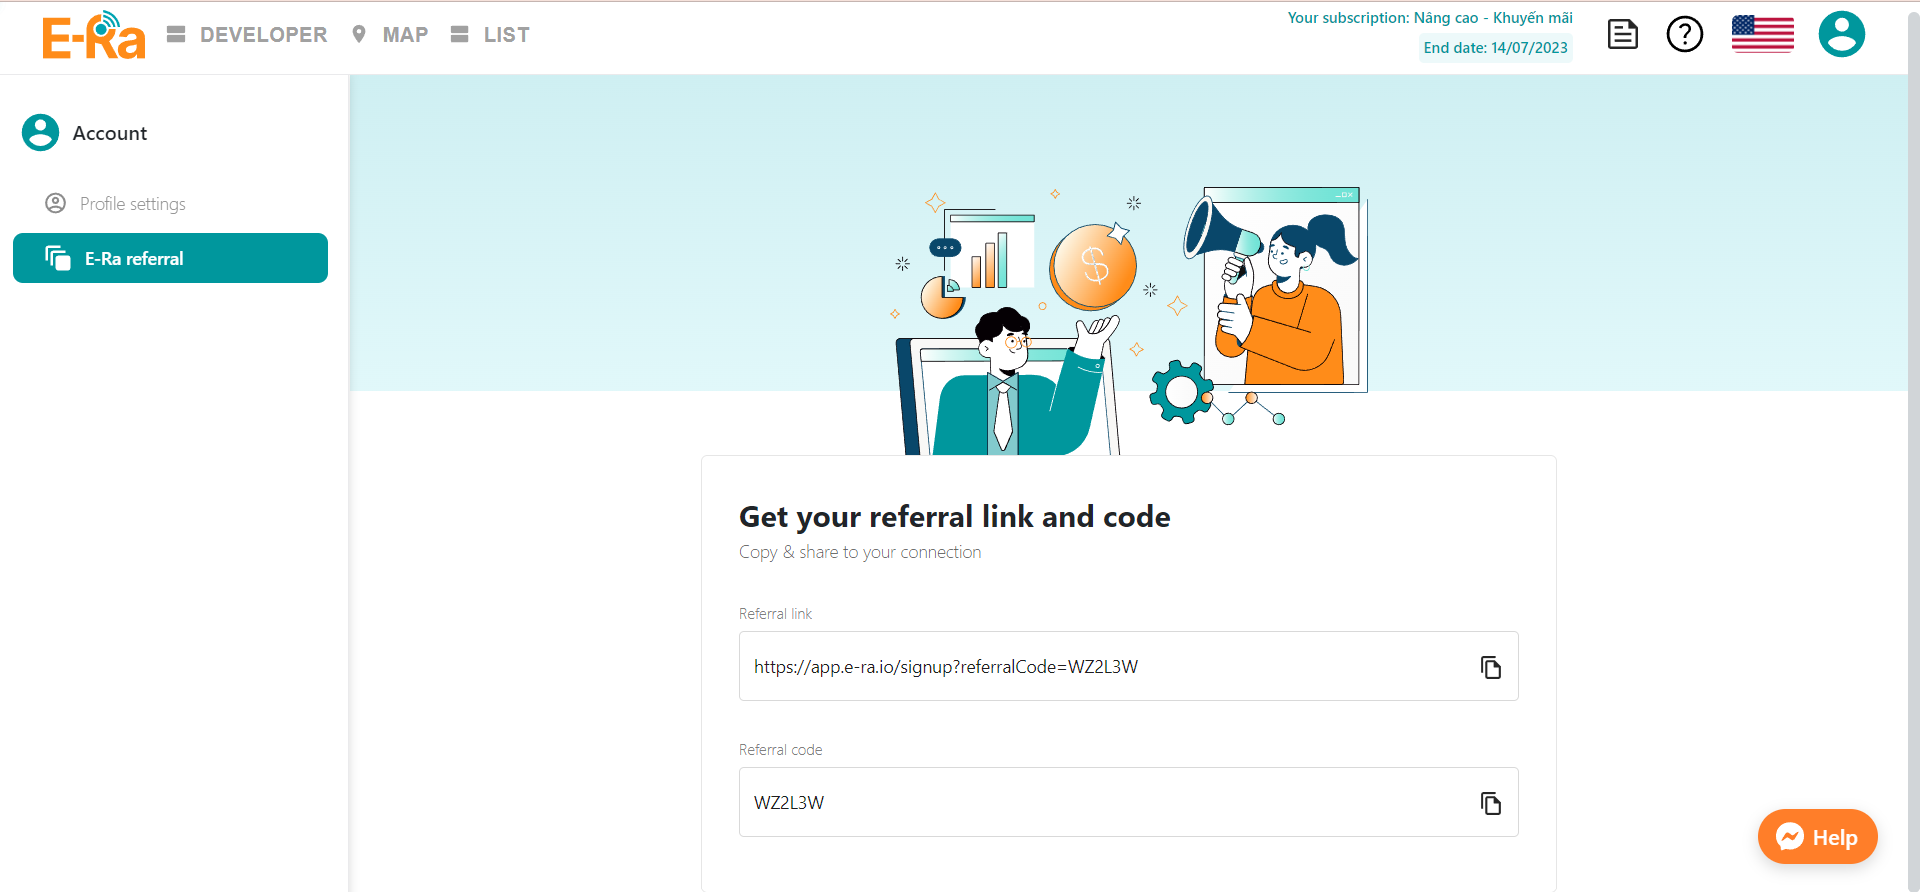 E-Ra
DEVELOPER
MAP
LIST
Your subscription: Nâng cao - Khuyến mãi
End date: 14/07/2023
Account
Profile settings
E-Ra referral
Get your referral link and code
Copy & share to your connection
Referral link
https://app.e-ra.io/signup?referralCode=WZ2L3W
Referral code
WZ2L3W
Help